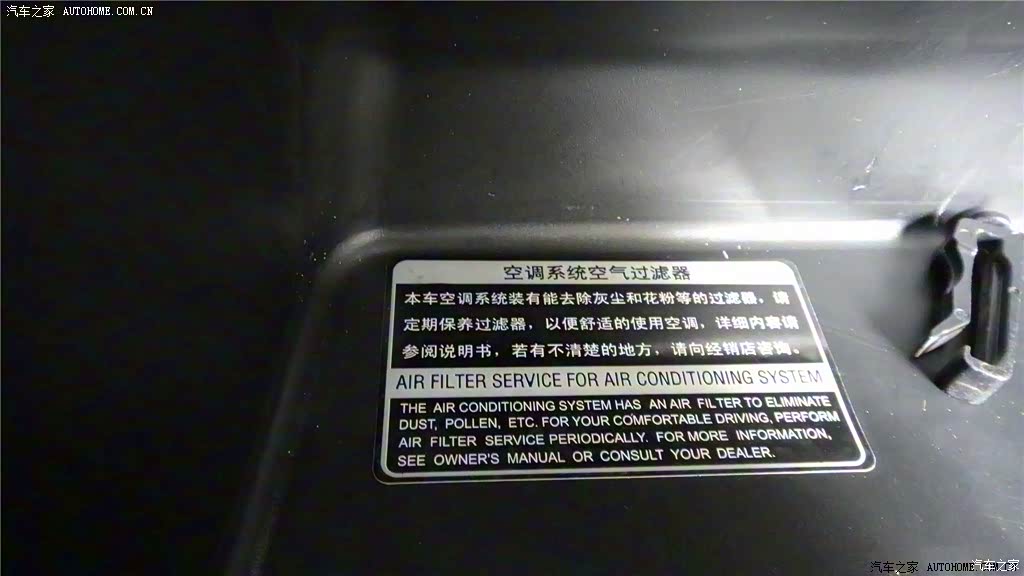 汽车之家 AUTOHOME.COM.CN
空调系统空气过滤器
本车空调系统装有能去除灰尘和花粉等的过滤器，请
定期保养过滤器，以便舒适的使用空调，详细内容请
参阅说明书，若有不清楚的地方，请向经销店咨询。
AIR FILTER SERVICE FOR AIR CONDITIONING SYSTEM
THE AIR CONDITIONING SYSTEM HAS AN AIR FILTER TO ELIMINATE
DUST, POLLEN, ETC. FOR YOUR COMFORTABLE DRIVING, PERFORM
AIR FILTER SERVICE PERIODICALLY. FOR MORE INFORMATION,
SEE OWNER'S MANUAL OR CONSULT YOUR DEALER.
汽车之家 AUTOHOME.COM
汽车之家